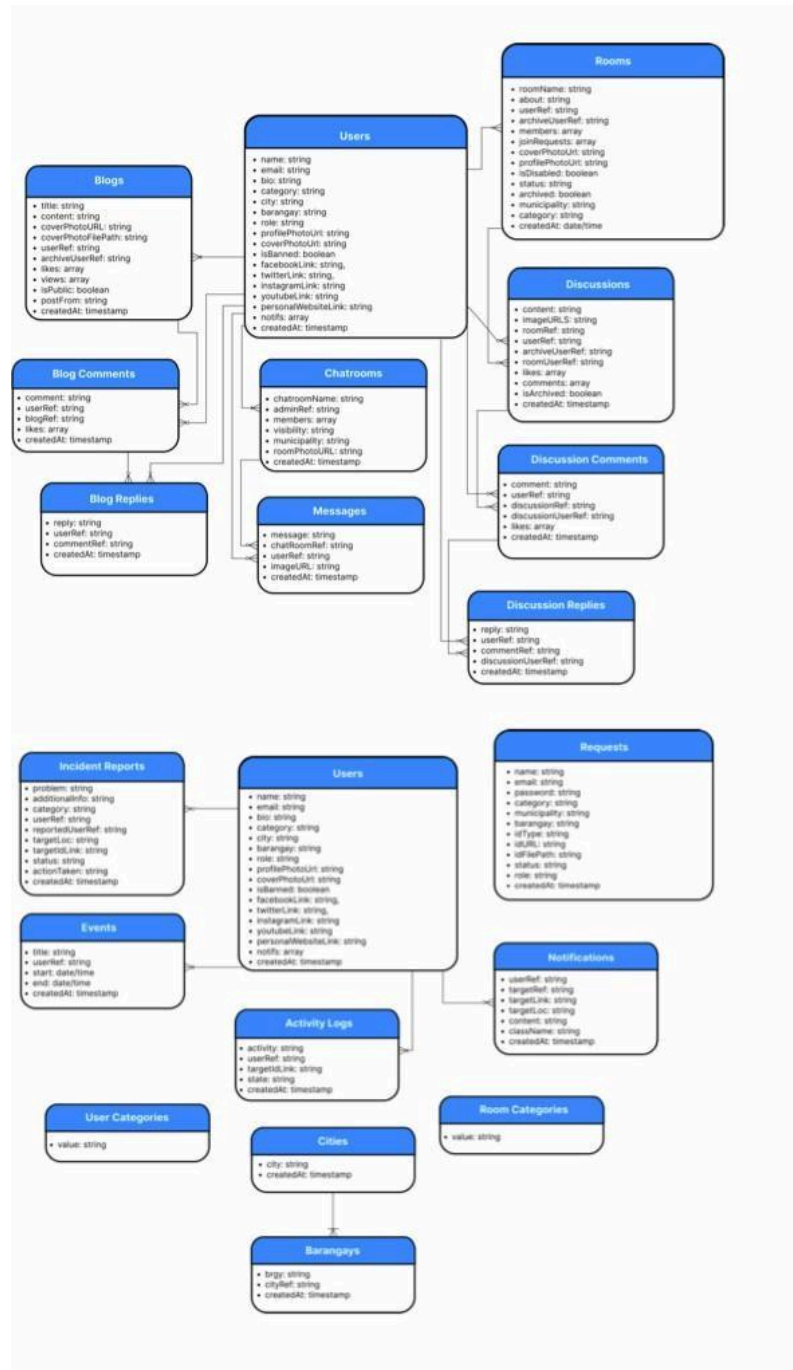 Rooms
• roomName: string
• about: string
• userRef: string
• archiveUserRef: string
• members: array
• joinRequests: array
• coverPhotoUrl: string
• profilePhotoUrl: string
• isDisabled: boolean
• status: string
• archived: boolean
• municipality: string
• category: string
• createdAt: date/time
Users
• name: string
• email: string
• bio: string
• category: string
• city: string
• barangay: string
• role: string
• profilePhotoUrl: string
• coverPhotoUrl: string
• isBanned: boolean
• facebookLink: string,
• twitterLink: string,
• instagramLink: string
• youtubeLink: string
• personalWebsiteLink: string
• notifs: array
• createdAt: timestamp
Blogs
• title: string
• content: string
• coverPhotoURL: string
• coverPhotoFilePath: string
• userRef: string
• archiveUserRef: string
• likes: array
• views: array
• isPublic: boolean
• postFrom: string
• createdAt: timestamp
Discussions
• content: string
• imageURLS: string
• roomRef: string
• userRef: string
• archiveUserRef: string
• roomUserRef: string
• likes: array
• comments: array
• isArchived: boolean
• createdAt: timestamp
Blog Comments
• comment: string
• userRef: string
• blogRef: string
• likes: array
• createdAt: timestamp
Chatrooms
• chatroomName: string
• adminRef: string
• members: array
• visibility: string
• municipality: string
• roomPhotoURL: string
• createdAt: timestamp
Discussion Comments
• comment: string
• userRef: string
• discussionRef: string
• discussionUserRef: string
• likes: array
• createdAt: timestamp
Blog Replies
• reply: string
• userRef: string
• commentRef: string
• createdAt: timestamp
Messages
• message: string
• chatRoomRef: string
• userRef: string
• imageURL: string
• createdAt: timestamp
Discussion Replies
• reply: string
• userRef: string
• commentRef: string
• discussionUserRef: string
• createdAt: timestamp
Incident Reports
• problem: string
• additionalInfo: string
• category: string
• userRef: string
• reportedUserRef: string
• targetLoc: string
• targetIdLink: string
• status: string
• actionTaken: string
• createdAt: timestamp
Users
• name: string
• email: string
• bio: string
• category: string
• city: string
• barangay: string
• role: string
• profilePhotoUrl: string
• coverPhotoUrl: string
• isBanned: boolean
• facebookLink: string,
• twitterLink: string,
• instagramLink: string
• youtubeLink: string
• personalWebsiteLink: string
• notifs: array
• createdAt: timestamp
Requests
• name: string
• email: string
• password: string
• category: string
• municipality: string
• barangay: string
• idType: string
• idURL: string
• idFilePath: string
• status: string
• role: string
• createdAt: timestamp
Events
• title: string
• userRef: string
• start: date/time
• end: date/time
• createdAt: timestamp
Notifications
• userRef: string
• targetRef: string
• targetLink: string
• targetLoc: string
• content: string
• className: string
• createdAt: timestamp
Activity Logs
• activity: string
• userRef: string
• targetIdLink: string
• state: string
• createdAt: timestamp
User Categories
• value: string
Room Categories
• value: string
Cities
• city: string
• createdAt: timestamp
Barangays
• brgy: string
• cityRef: string
• createdAt: timestamp